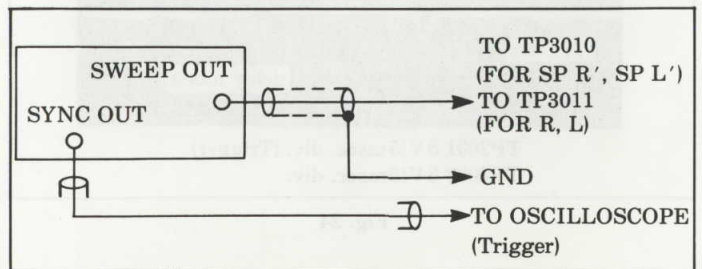 SWEEP OUT
SYNC OUT
TO TP3010
(FOR SP R′, SP L′)
TO TP3011
(FOR R, L)
GND
TO OSCILLOSCOPE
(Trigger)